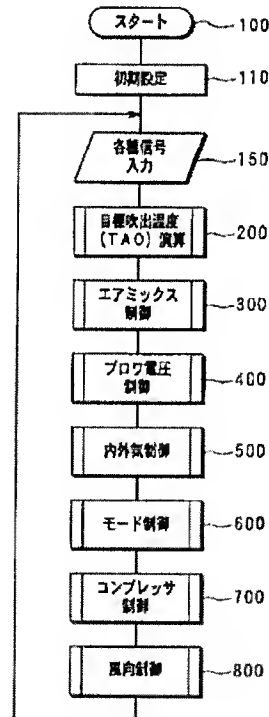 スタート
100
初期設定
110
各種信号
入力
150
目標吹出温度
(TAO) 演算
200
エアミックス
制御
300
ブロワ電圧
制御
400
内外気制御
500
モード制御
600
コンプレッサ
制御
700
風向制御
800